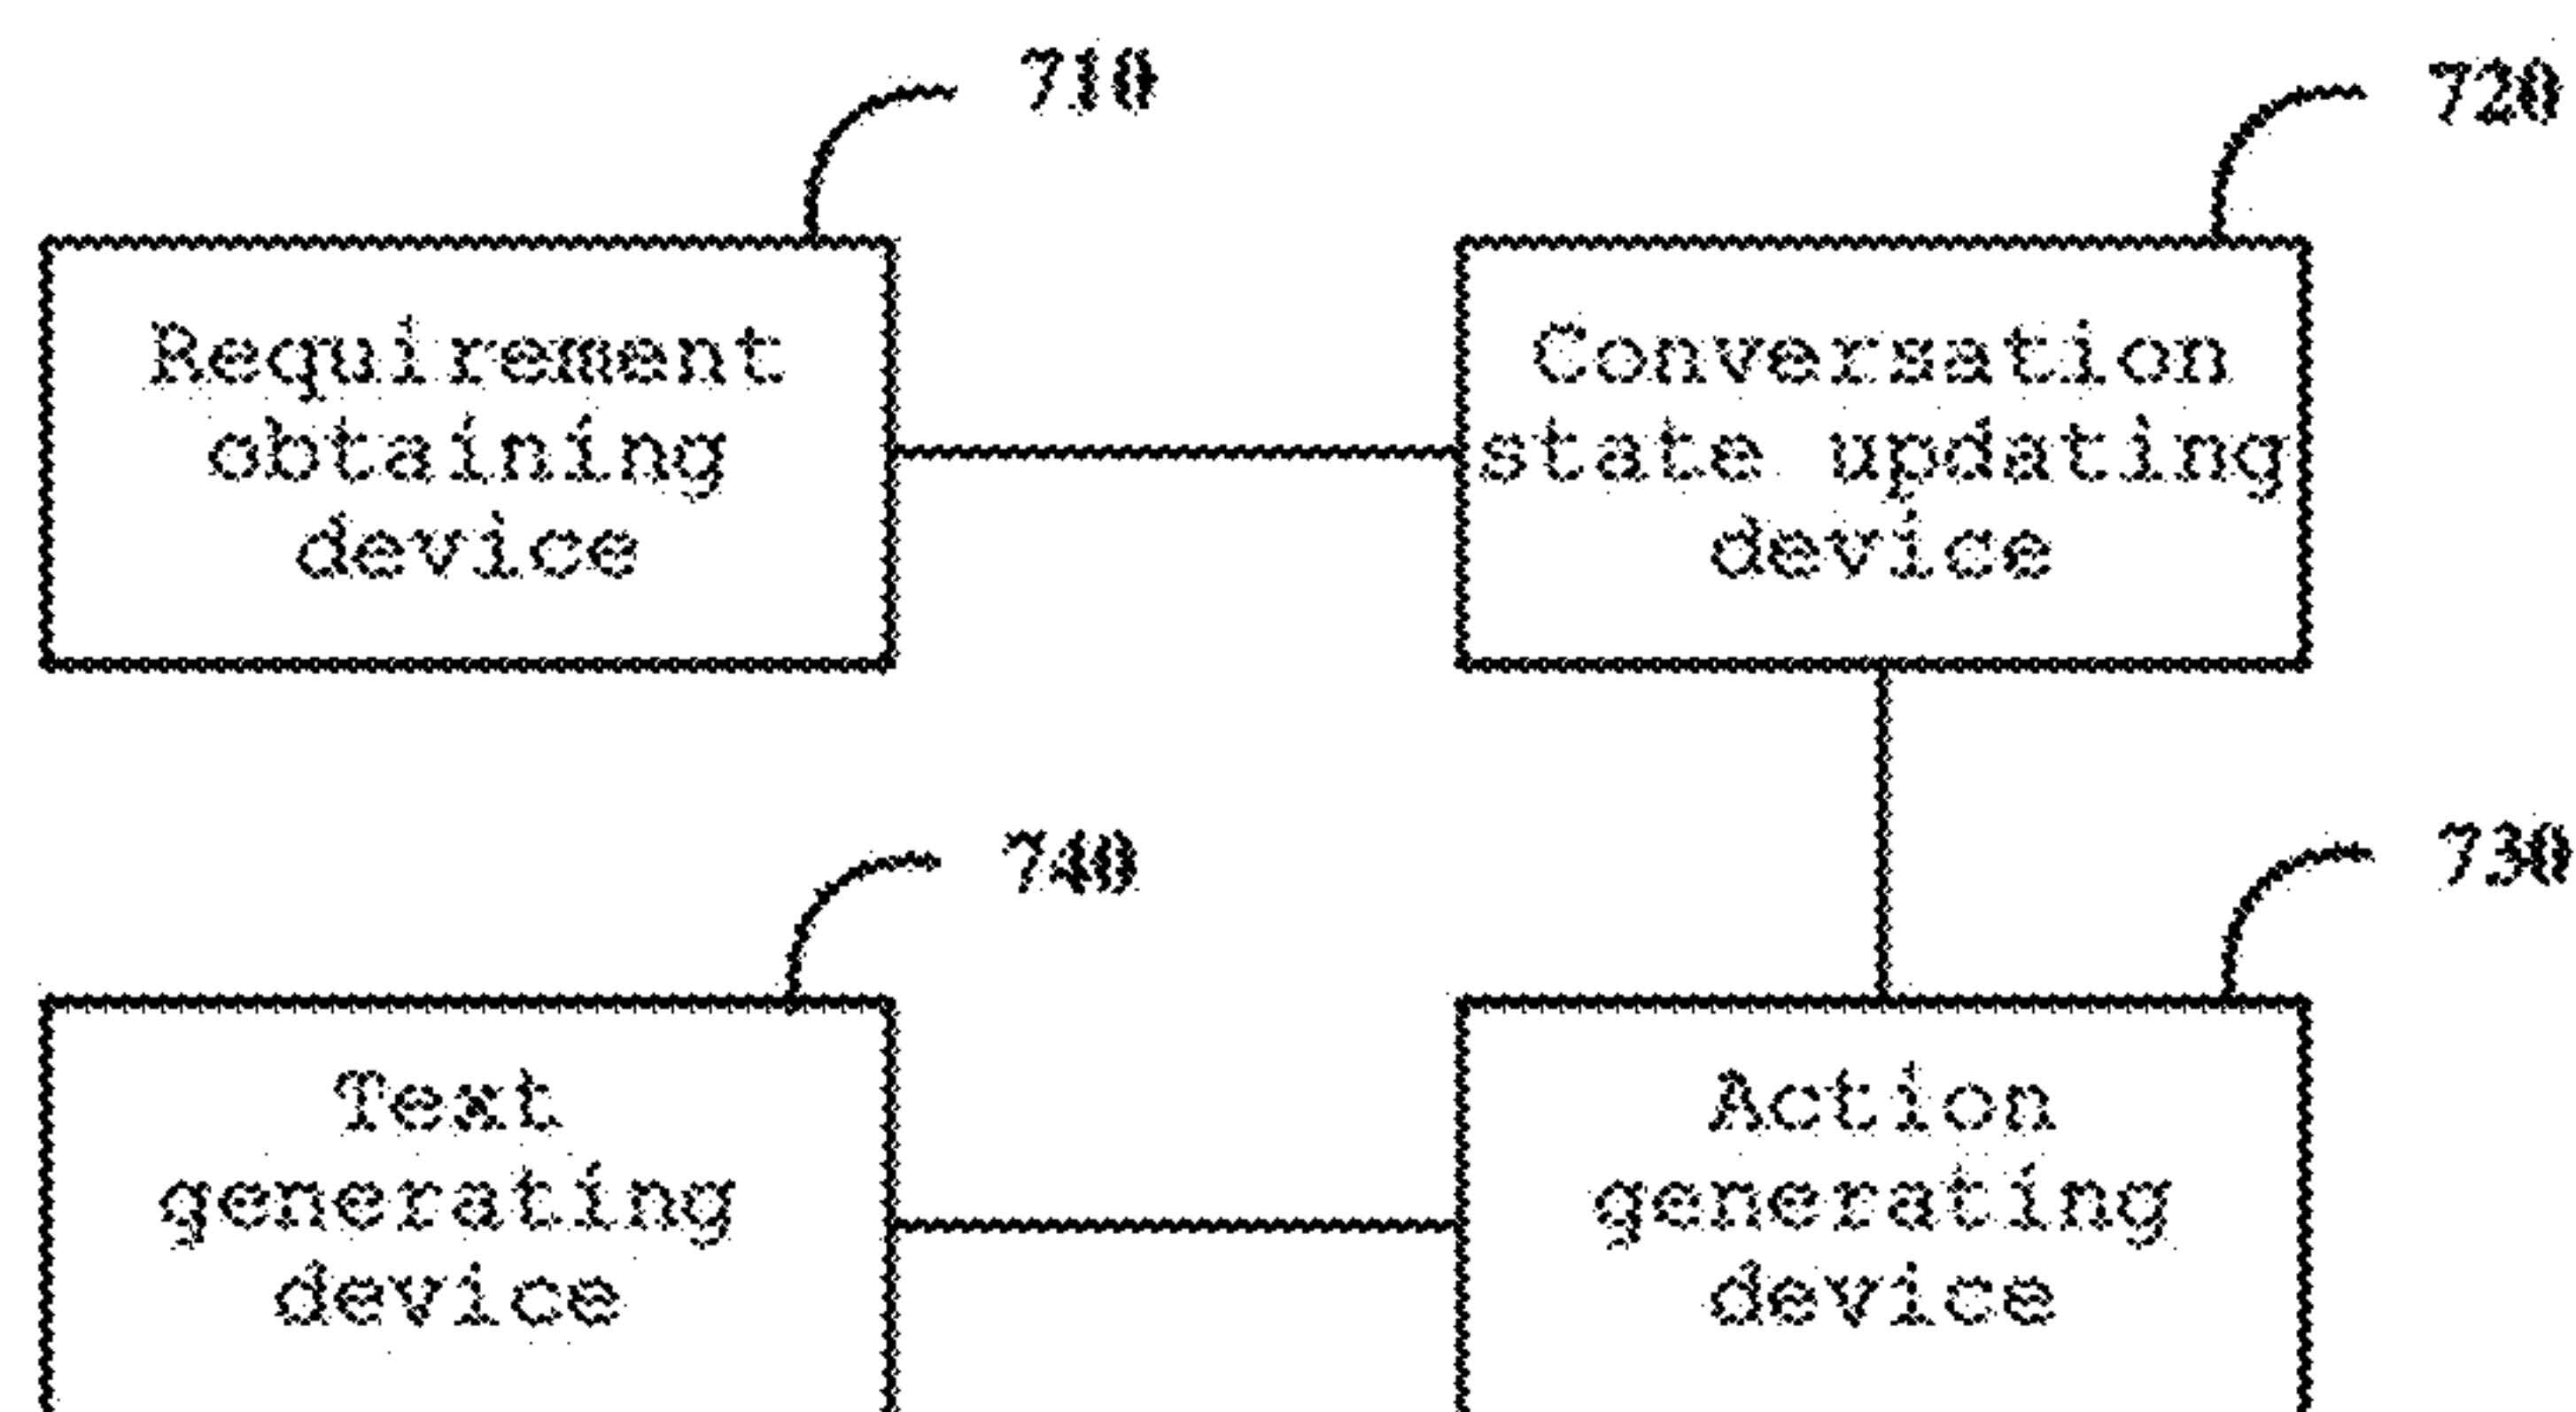 710
720
Requirement
obtaining
device
Conversation
state updating
device
740
730
Text
generating
device
Action
generating
device